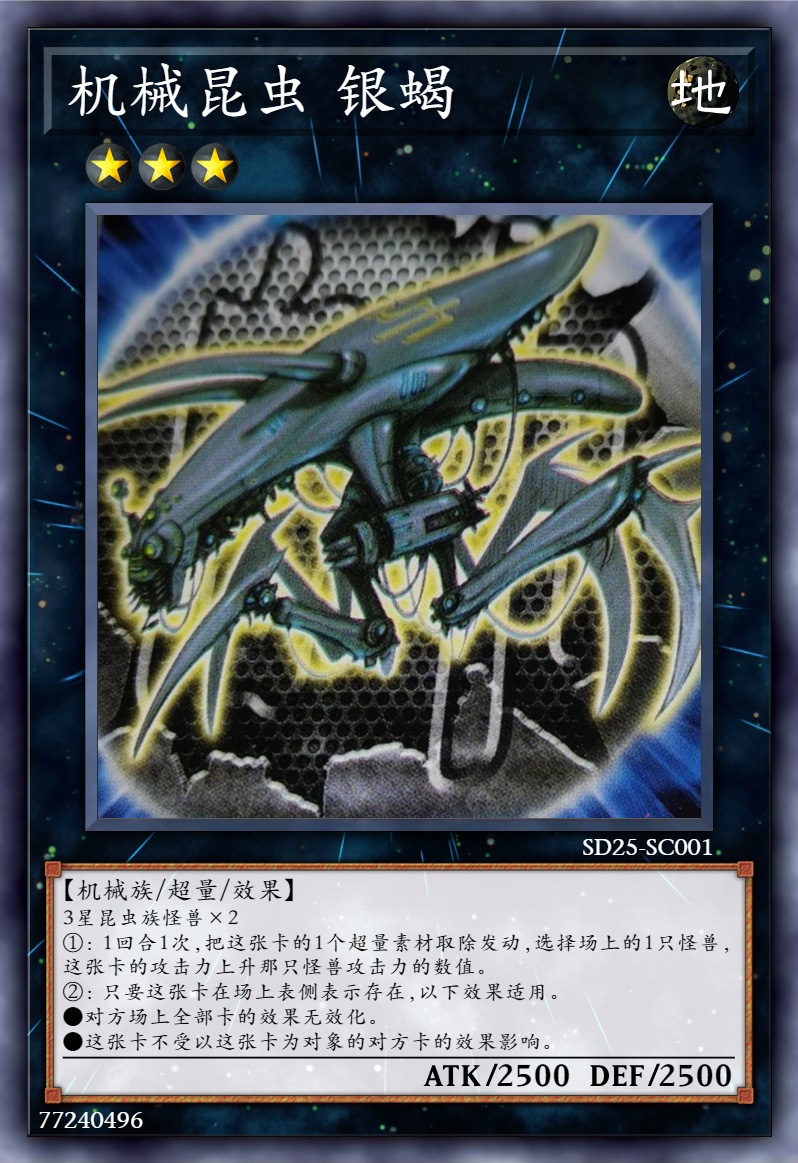 机械昆虫 银蝎
地
SD25-SC001
【机械族/超量/效果】
3星昆虫族怪兽×2
①：1回合1次，把这张卡的1个超量素材取除发动，选择场上的1只怪兽，
这张卡的攻击力上升那只怪兽攻击力的数值。
②：只要这张卡在场上表侧表示存在，以下效果适用。
●对方场上全部卡的效果无效化。
●这张卡不受以这张卡为对象的对方卡的效果影响。
ATK/2500 DEF/2500
77240496